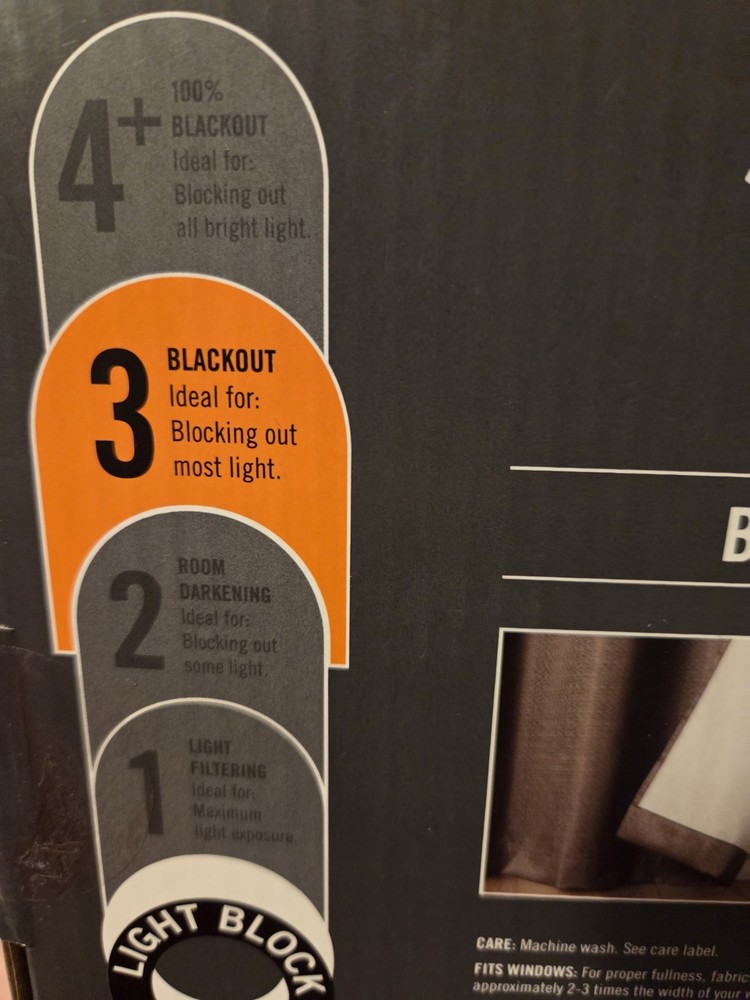 4+
100%
BLACKOUT
Ideal for:
Blocking out
all bright light.
3
BLACKOUT
Ideal for:
Blocking out
most light.
2
ROOM
DARKENING
Ideal for:
Blocking out
some light.
1
LIGHT
FILTERING
Ideal for:
Maximum
light exposure.
LIGHT BLOCK
B
CARE: Machine wash. See care label.
FITS WINDOWS: For proper fullness, fabric
approximately 2-3 times the width of your